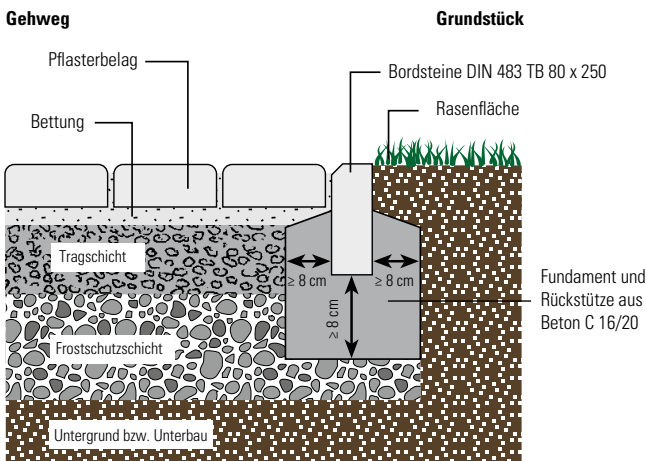 Gehweg
Grundstück
Pflasterbelag
Bordsteine DIN 483 TB 80 x 250
Rasenfläche
Bettung
Tragschicht
≥ 8 cm
≥ 8 cm
≥ 8 cm
Fundament und
Rückstütze aus
Beton C 16/20
Frostschutzschicht
Untergrund bzw. Unterbau